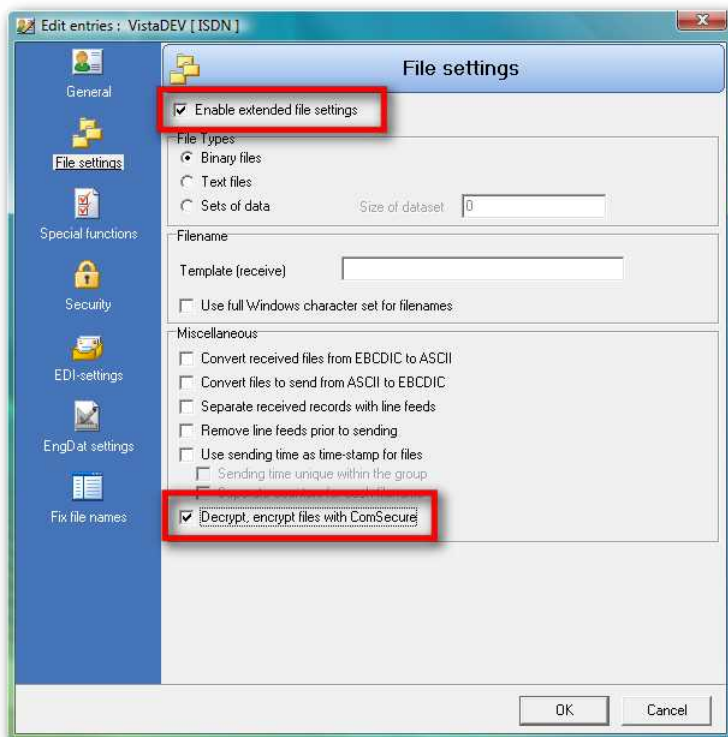 Edit entries : VistaDEV [ ISDN ]
General
File settings
Special functions
Security
EDI-settings
EngDat settings
Fix file names
File settings
Enable extended file settings
File Types
Binary files
Text files
Sets of data
Size of dataset
0
Filename
Template (receive)
Use full Windows character set for filenames
Miscellaneous
Convert received files from EBCDIC to ASCII
Convert files to send from ASCII to EBCDIC
Separate received records with line feeds
Remove line feeds prior to sending
Use sending time as time-stamp for files
Sending time unique within the group
Decrypt, encrypt files with ComSecure
OK
Cancel